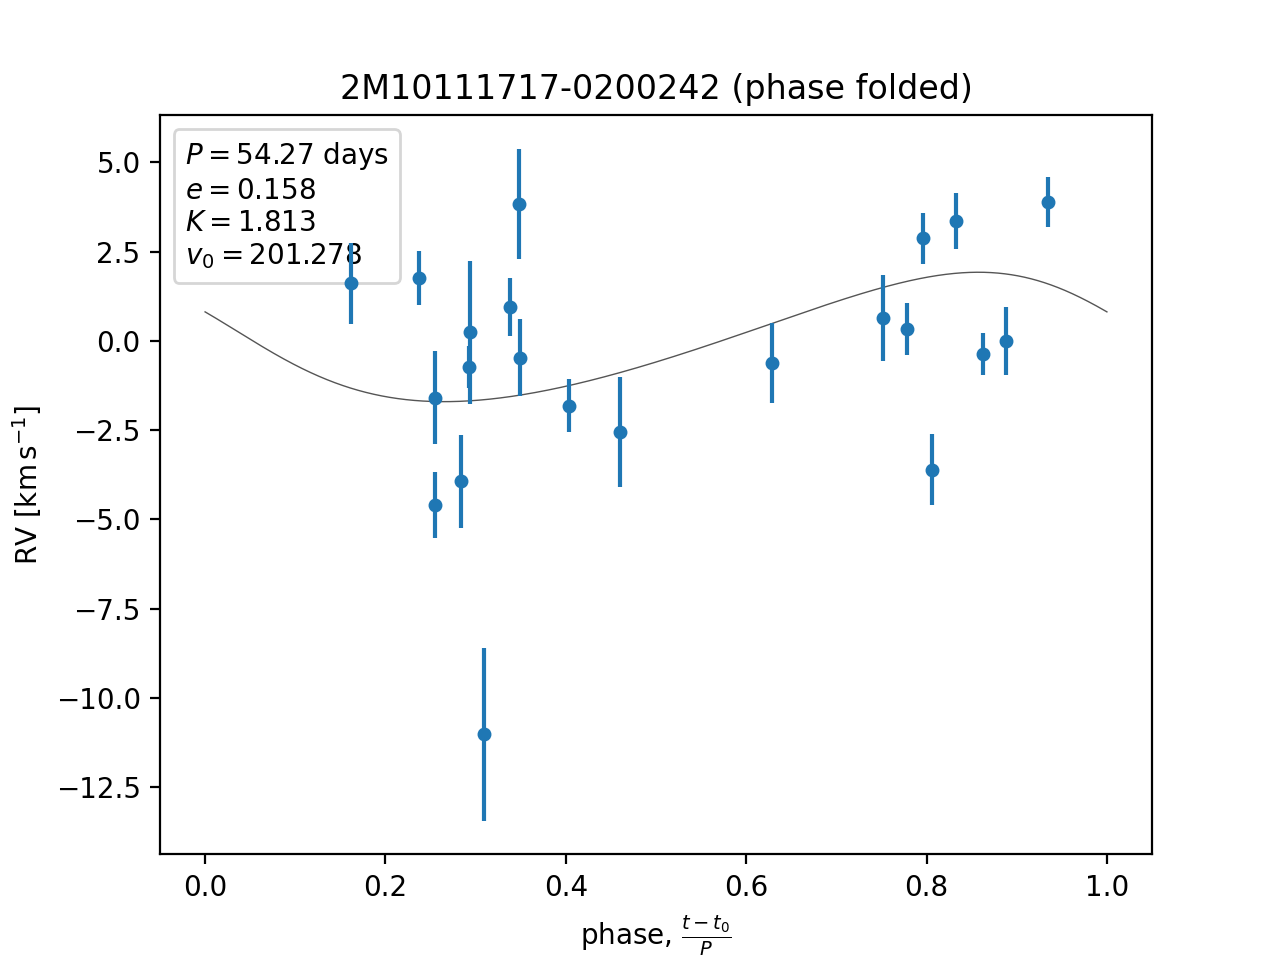 2M10111717-0200242 (phase folded)
P = 54.27 days
e = 0.158
K = 1.813
v₀ = 201.278
5.0
2.5
0.0
−2.5
−5.0
−7.5
−10.0
−12.5
RV [km s⁻¹]
0.0 0.2 0.4 0.6 0.8 1.0
phase, (t − t₀)/P